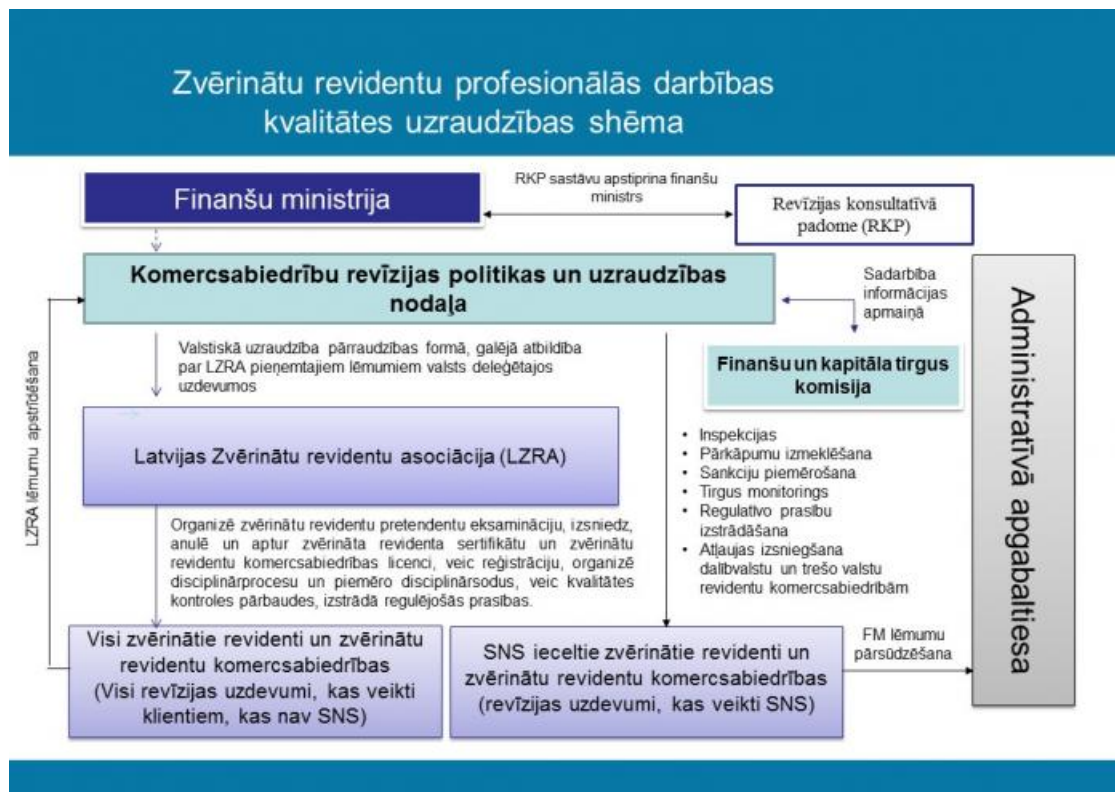 Zvērinātu revidentu profesionālās darbības
kvalitātes uzraudzības shēma
Finanšu ministrija
RKP sastāvu apstiprina finanšu
ministrs
Revīzijas konsultatīvā
padome (RKP)
Komercsabiedrību revīzijas politikas un uzraudzības
nodaļa
Sadarbība
informācijas
apmaiņā
Administratīvā apgabaltiesa
LZRA lēmumu apstrīdēšana
Valstiskā uzraudzība pārraudzības formā, galējā atbildība
par LZRA pieņemtajiem lēmumiem valsts deleģētajos
uzdevumos
Finanšu un kapitāla tirgus
komisija
Latvijas Zvērinātu revidentu asociācija (LZRA)
• Inspekcijas
• Pārkāpumu izmeklēšana
• Sankciju piemērošana
• Tirgus monitorings
• Regulatīvo prasību
izstrādāšana
• Atļaujas izsniegšana
dalībvalstu un trešo valstu
revidentu komercsabiedrībām
Organizē zvērinātu revidentu pretendentu eksamināciju, izsniedz,
anulē un aptur zvērināta revidenta sertifikātu un zvērinātu
revidentu komercsabiedrības licenci, veic reģistrāciju, organizē
disciplinārprocesu un piemēro disciplinārsodus, veic kvalitātes
kontroles pārbaudes, izstrādā regulējošās prasības.
Visi zvērinātie revidenti un zvērinātu
revidentu komercsabiedrības
(Visi revīzijas uzdevumi, kas veikti
klientiem, kas nav SNS)
SNS ieceltie zvērinātie revidenti un
zvērinātu revidentu komercsabiedrības
(revīzijas uzdevumi, kas veikti SNS)
FM lēmumu
pārsūdzēšana